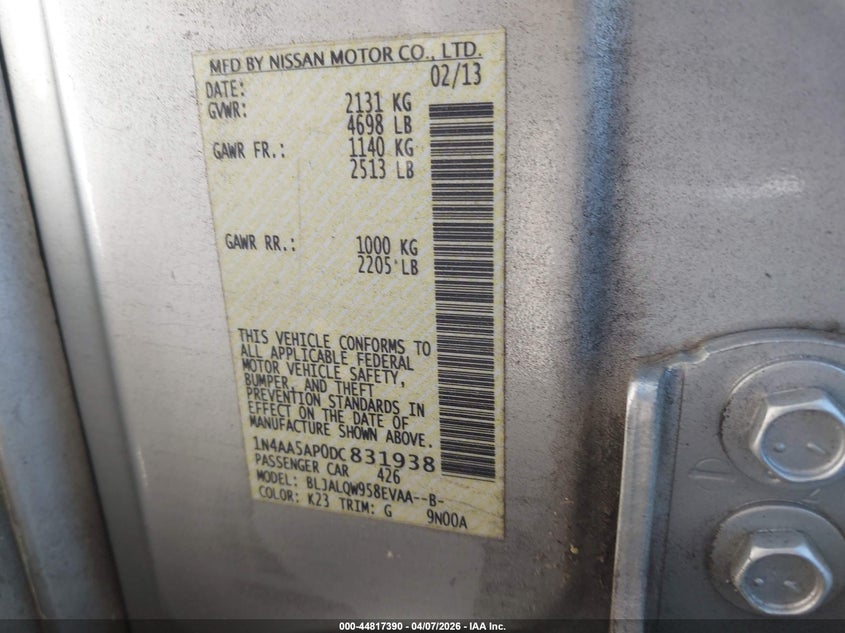 MFD BY NISSAN MOTOR CO., LTD.
DATE: 02/13
GVWR: 2131 KG
4698 LB
GAWR FR.: 1140 KG
2513 LB
GAWR RR.: 1000 KG
2205 LB
THIS VEHICLE CONFORMS TO
ALL APPLICABLE FEDERAL
MOTOR VEHICLE SAFETY,
BUMPER, AND THEFT
PREVENTION STANDARDS IN
EFFECT ON THE DATE OF
MANUFACTURE SHOWN ABOVE.
1N4AA5AP0DC831938
PASSENGER CAR 426
MODEL: BLJALQW958EVAA--B-
COLOR: K23 TRIM: G 9N00A
000-44817390 - 04/07/2026 - IAA Inc.